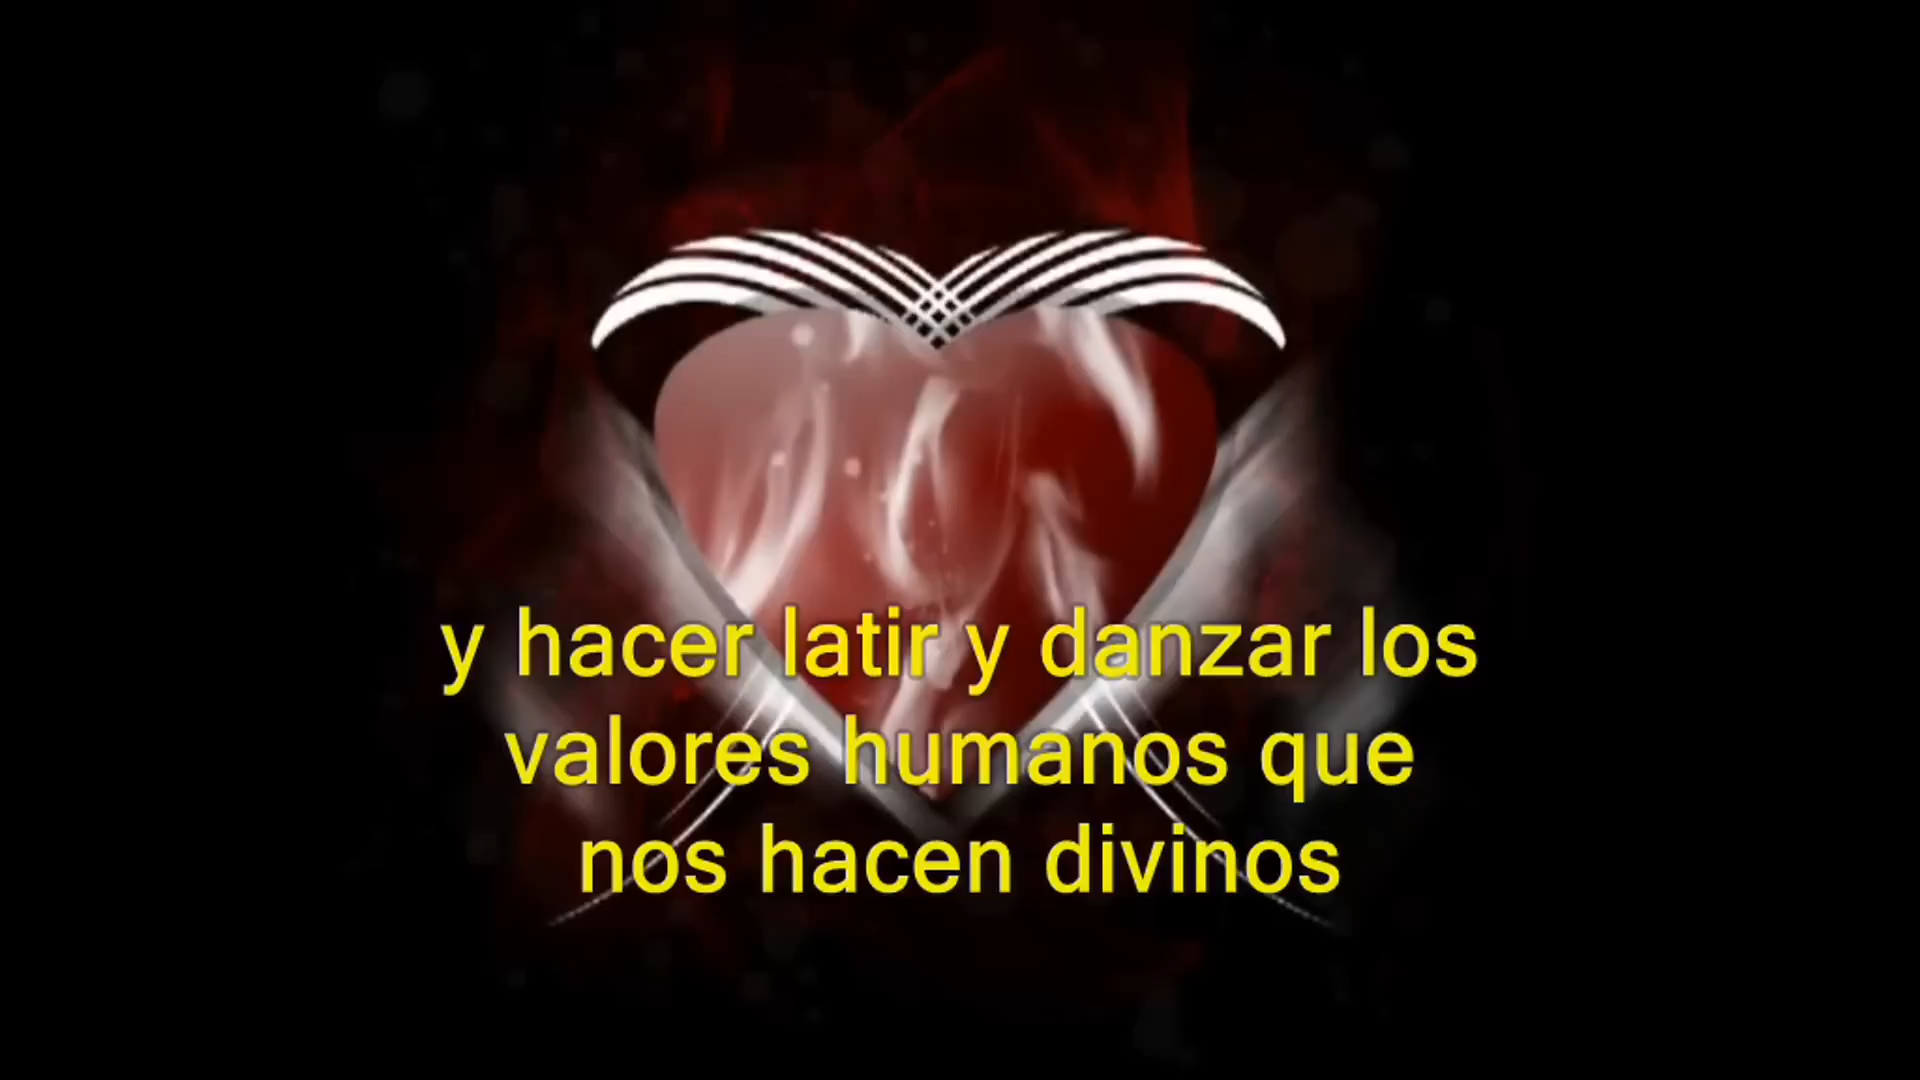 y hacer latir y danzar los
valores humanos que
nos hacen divinos